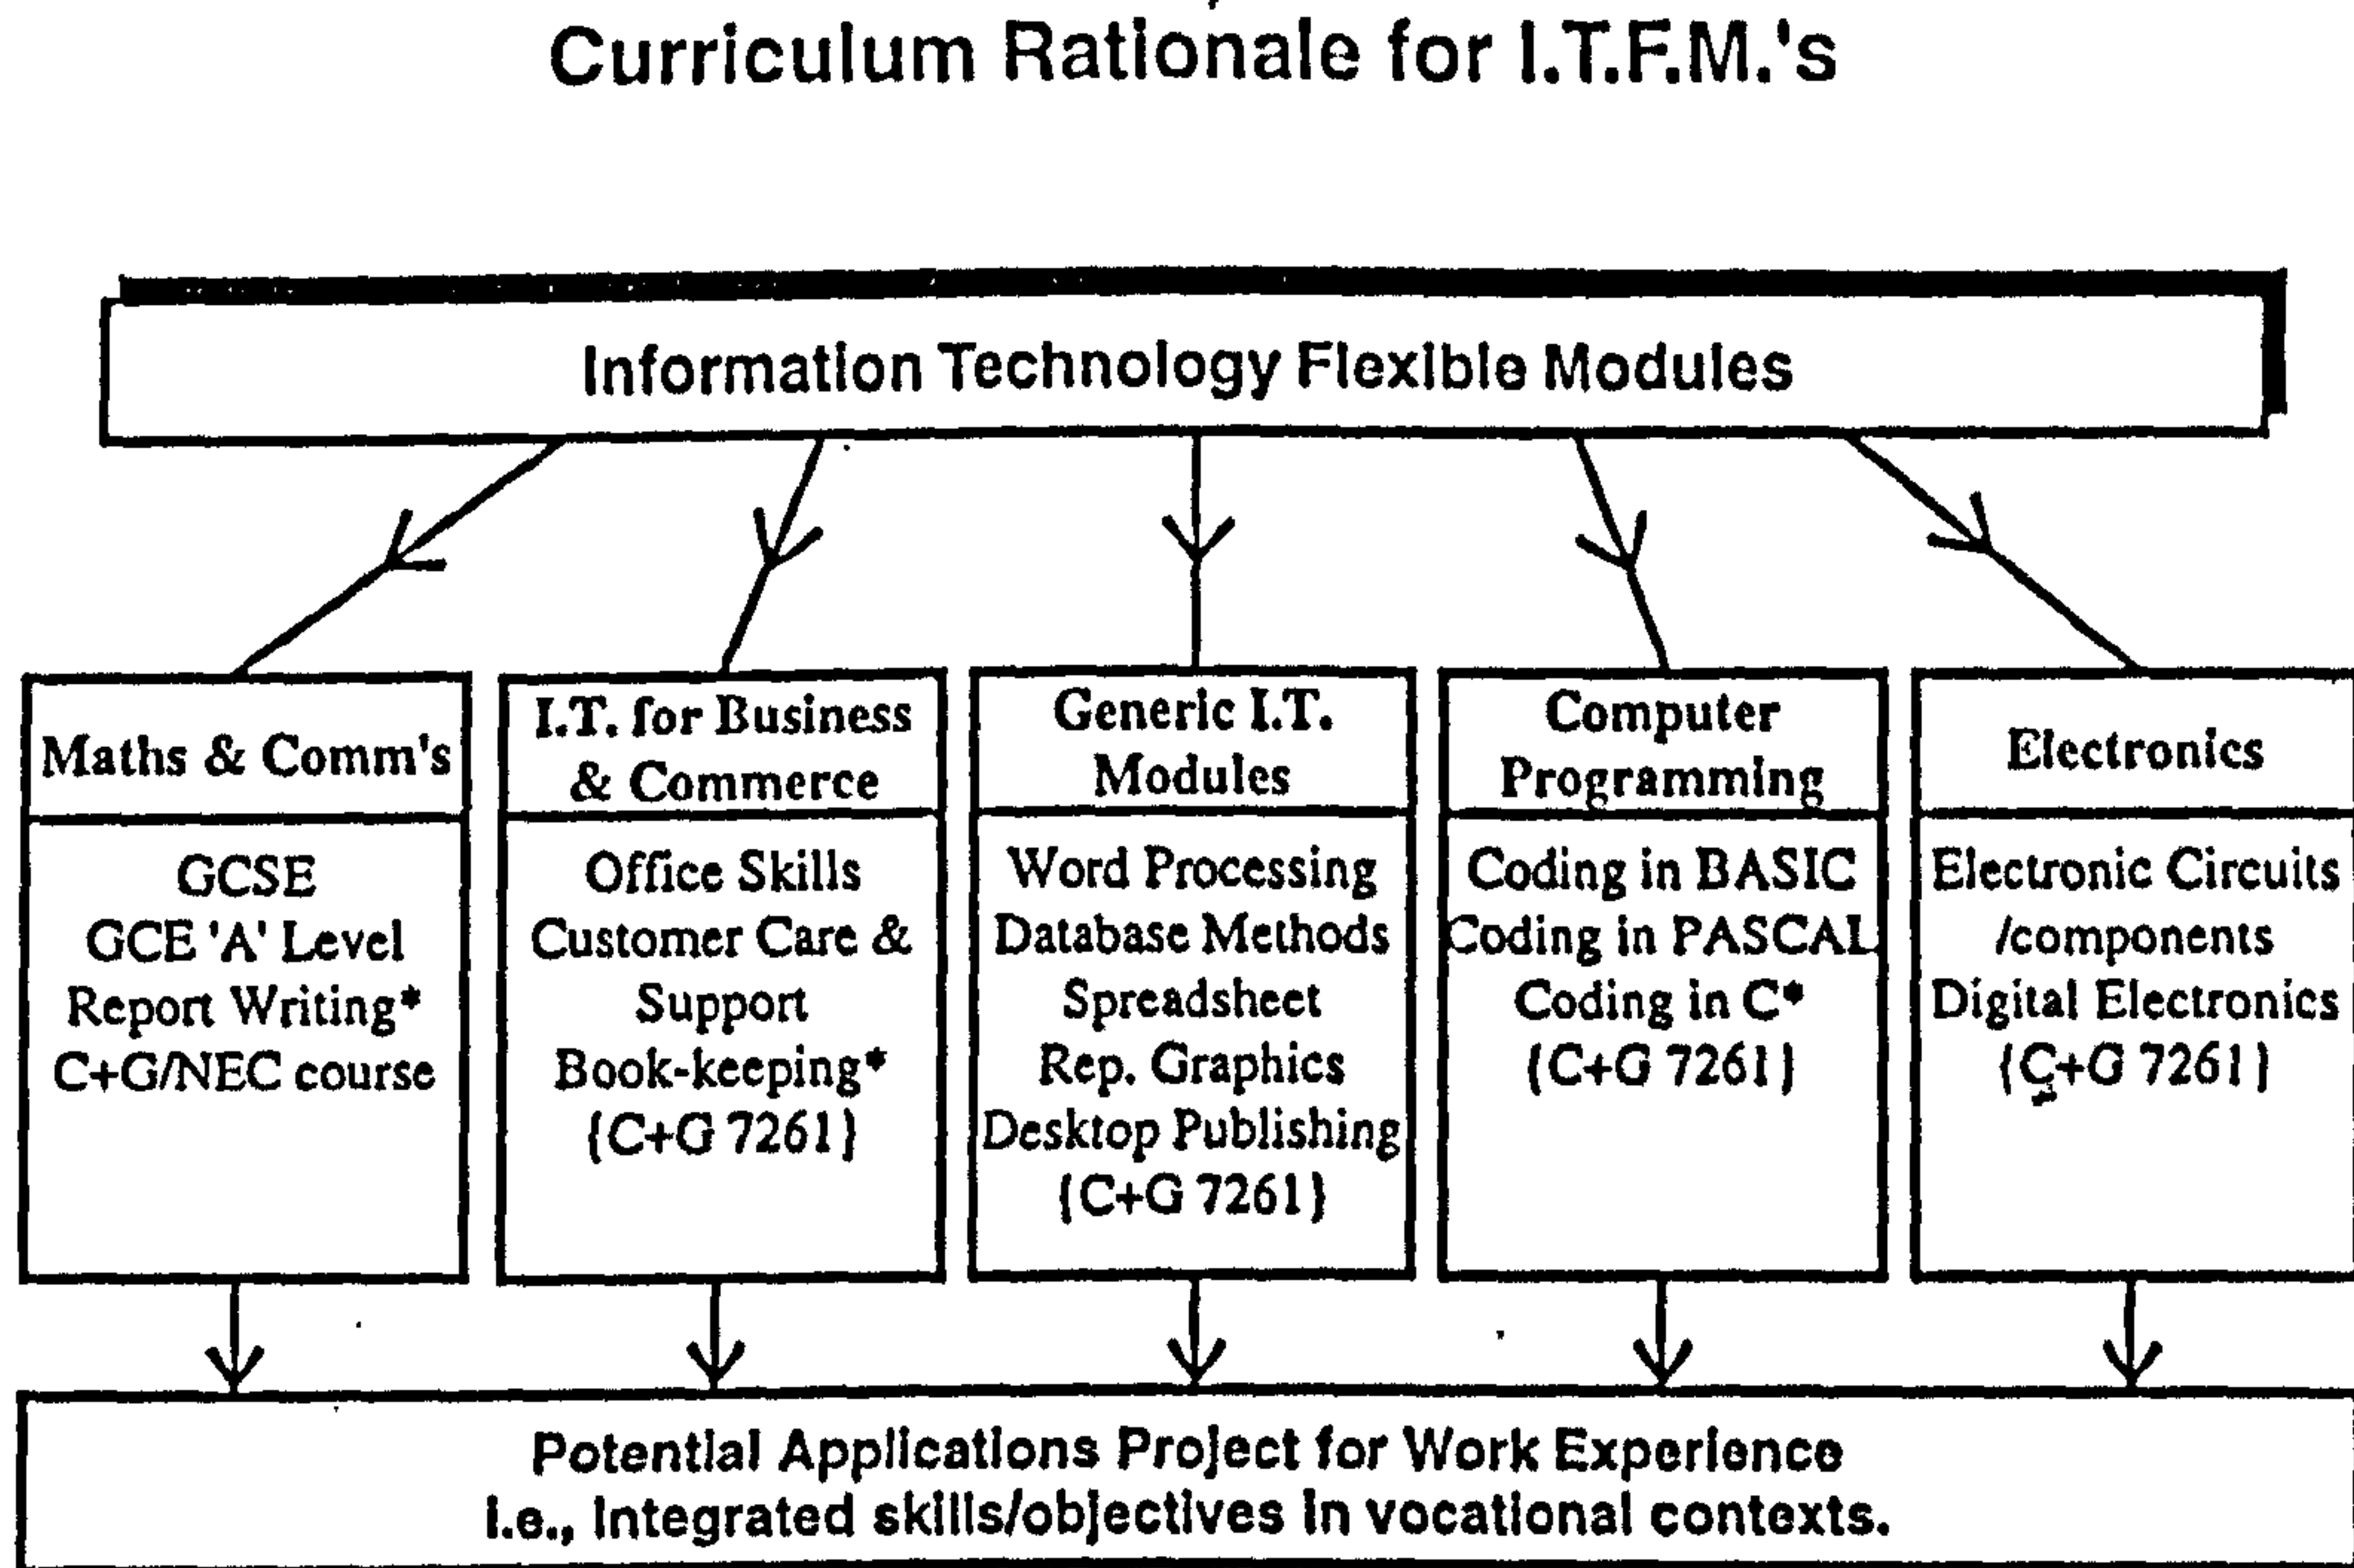 Curriculum Rationale for I.T.F.M.'s
Information Technology Flexible Modules
Maths & Comm's
GCSE
GCE 'A' Level
Report Writing*
C+G/NEC course
I.T. for Business
& Commerce
Office Skills
Customer Care &
Support
Book-keeping*
{C+G 7261}
Generic I.T.
Modules
Word Processing
Database Methods
Spreadsheet
Rep. Graphics
Desktop Publishing
{C+G 7261}
Computer
Programming
Coding in BASIC
Coding in PASCAL
Coding in C*
{C+G 7261}
Electronics
Electronic Circuits
/components
Digital Electronics
{C+G 7261}
Potential Applications Project for Work Experience
i.e., Integrated skills/objectives in vocational contexts.